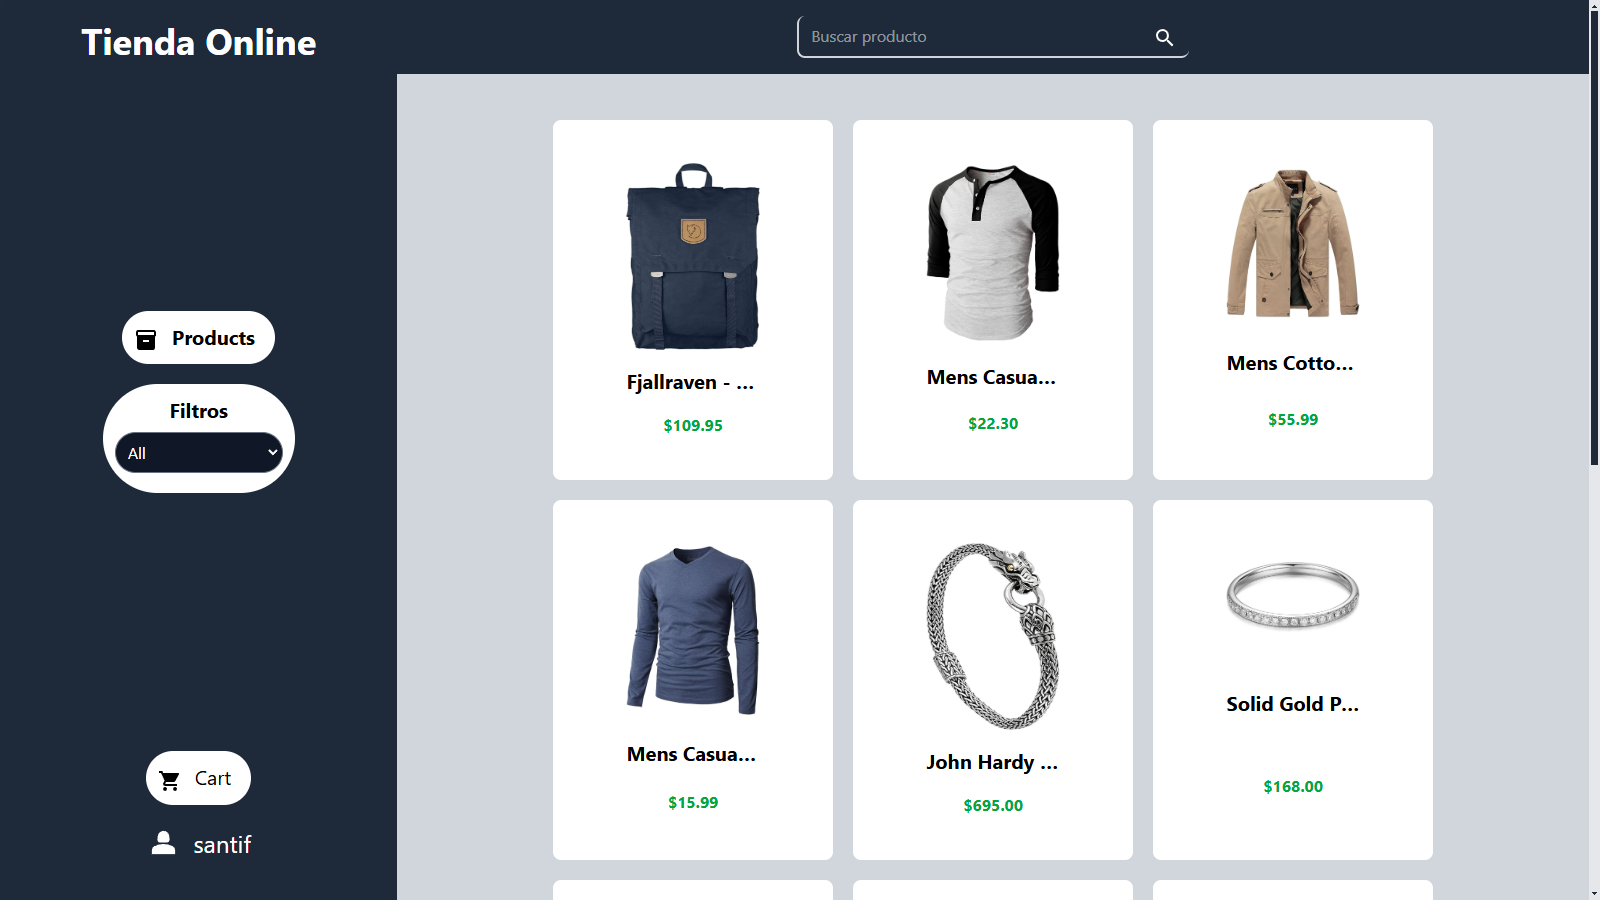 Tienda Online
Buscar producto
Products
Filtros
All
Cart
santif
Fjallraven - ...
$109.95
Mens Casua...
$22.30
Mens Cotto...
$55.99
Mens Casua...
$15.99
John Hardy ...
$695.00
Solid Gold P...
$168.00